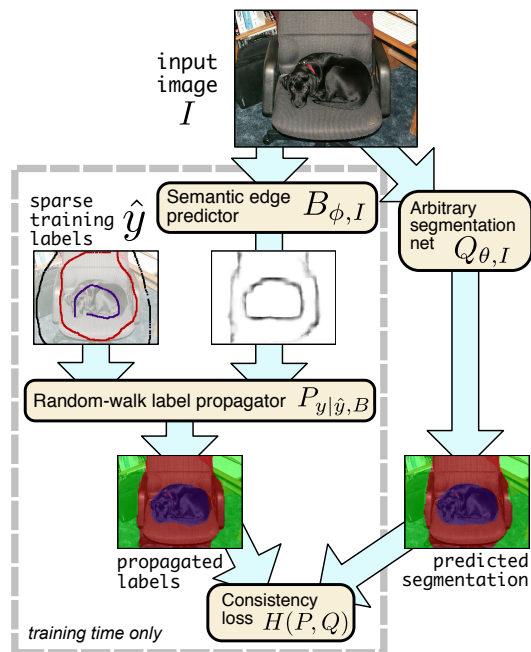 input
image
I
Semantic edge
predictor B_{ϕ,I}
sparse
training
labels ŷ
Arbitrary
segmentation
net Q_{θ,I}
Random-walk label propagator P_{y|ŷ,B}
propagated
labels
predicted
segmentation
Consistency
loss H(P,Q)
training time only